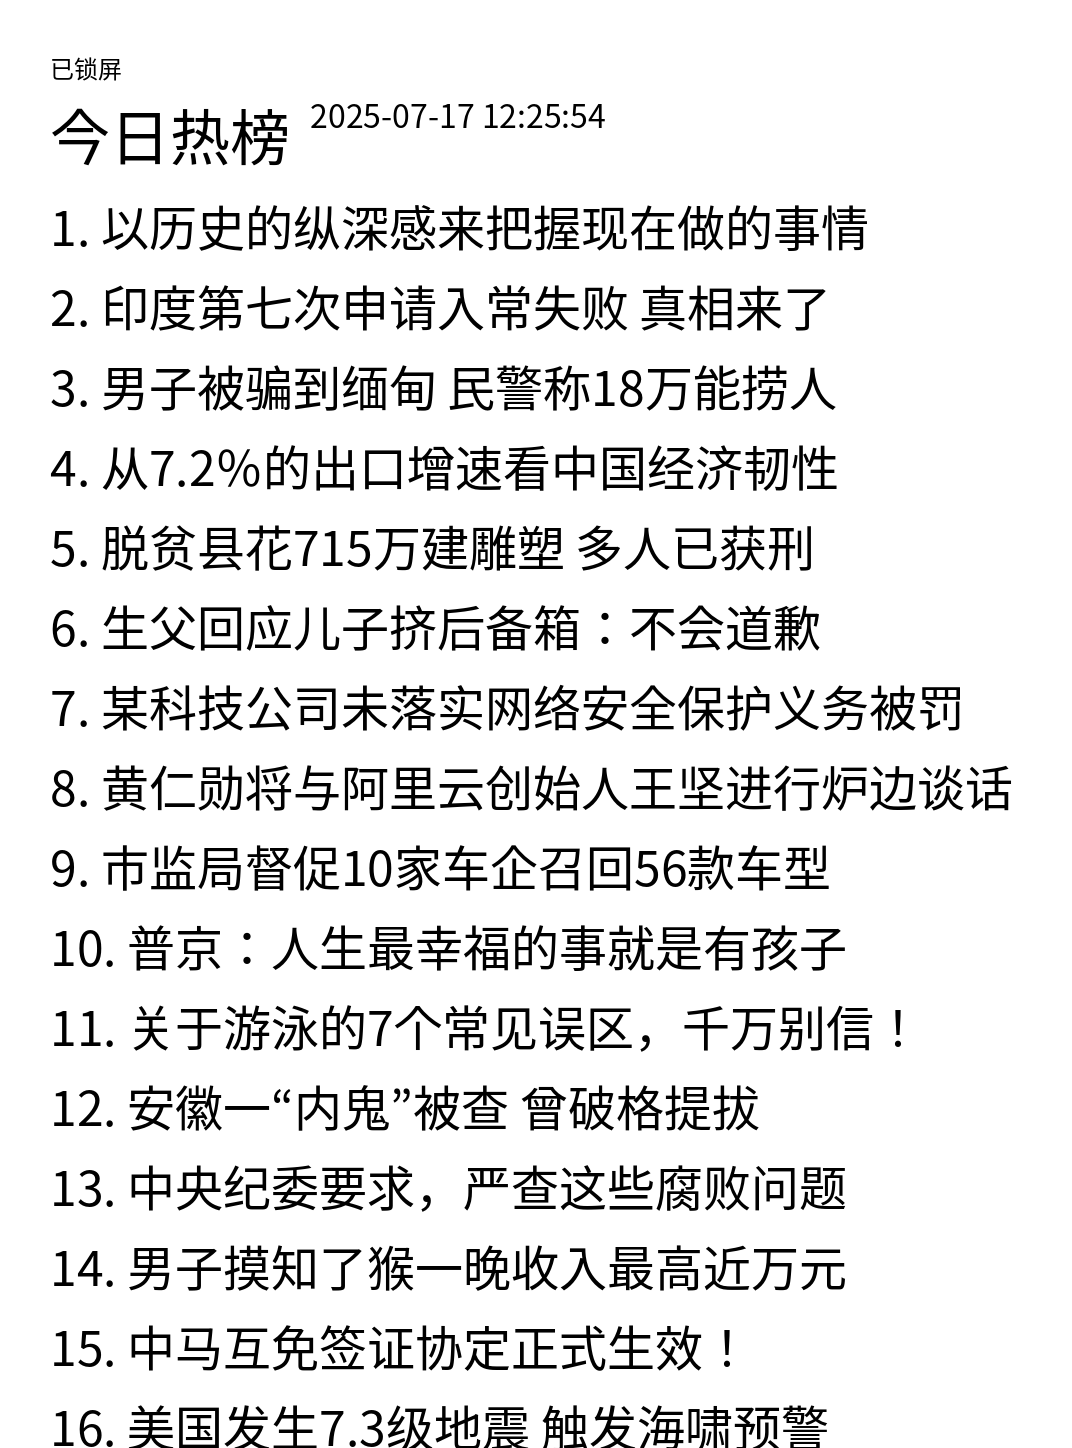 已锁屏
今日热榜 2025-07-17 12:25:54
1. 以历史的纵深感来把握现在做的事情
2. 印度第七次申请入常失败 真相来了
3. 男子被骗到缅甸 民警称18万能捞人
4. 从7.2%的出口增速看中国经济韧性
5. 脱贫县花715万建雕塑 多人已获刑
6. 生父回应儿子挤后备箱：不会道歉
7. 某科技公司未落实网络安全保护义务被罚
8. 黄仁勋将与阿里云创始人王坚进行炉边谈话
9. 市监局督促10家车企召回56款车型
10. 普京：人生最幸福的事就是有孩子
11. 关于游泳的7个常见误区，千万别信！
12. 安徽一“内鬼”被查 曾破格提拔
13. 中央纪委要求，严查这些腐败问题
14. 男子摸知了猴一晚收入最高近万元
15. 中马互免签证协定正式生效！
16. 美国发生7.3级地震 触发海啸预警